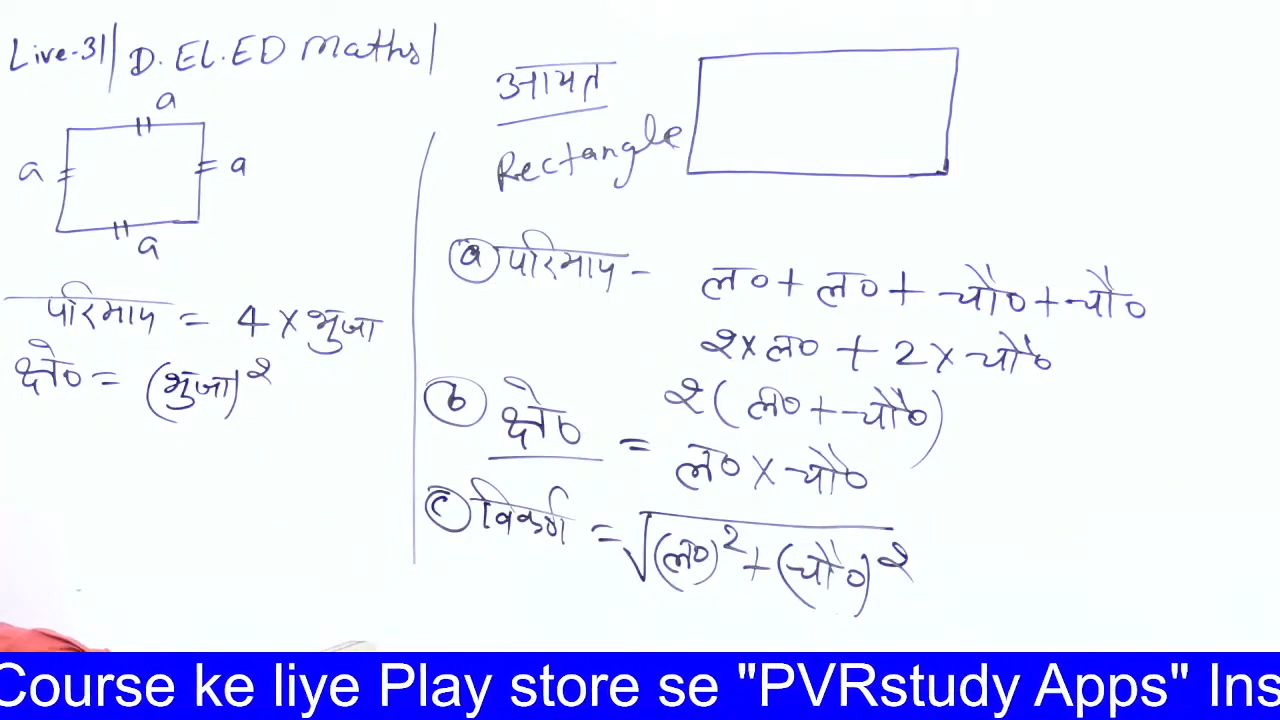 Live-31| D.EL.ED Maths|
a
a
a
a
परिमाप = 4 × भुजा
क्षे० = (भुजा)²
आयत
Rectangle
(a) परिमाप - ल० + ल० + चौ० + चौ०
2 × ल० + 2 × चौ०
2(ल० + चौ०)
(b) क्षे० = ल० × चौ०
(c) विकर्ण = √(ल०)² + (चौ०)²
Course ke liye Play store se "PVRstudy Apps" Ins